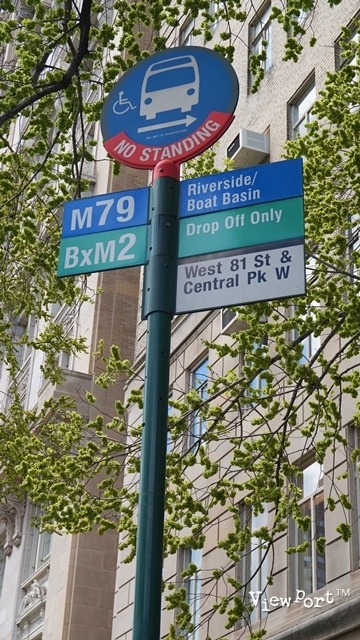 NO STANDING
M79
BxM2
Riverside/
Boat Basin
Drop Off Only
West 81 St &
Central Pk W
ViewPort™